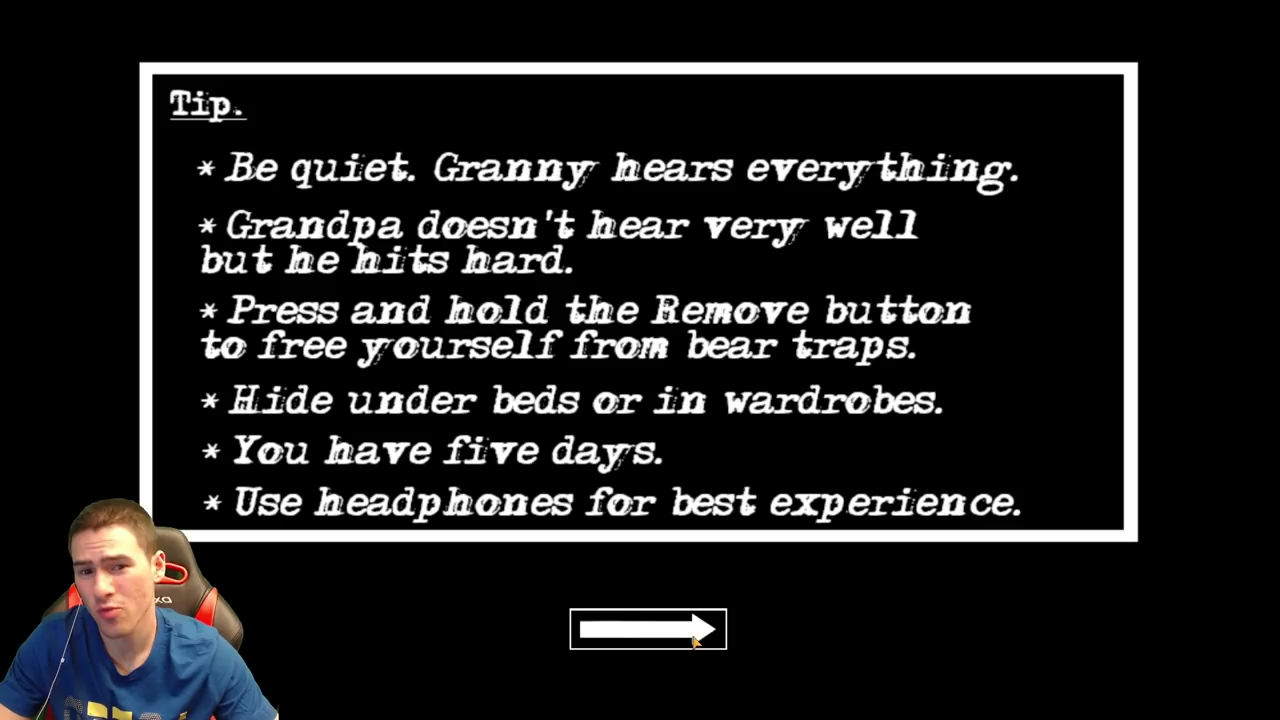 Tip.
* Be quiet. Granny hears everything.
* Grandpa doesn't hear very well
but he hits hard.
* Press and hold the Remove button
to free yourself from bear traps.
* Hide under beds or in wardrobes.
* You have five days.
* Use headphones for best experience.